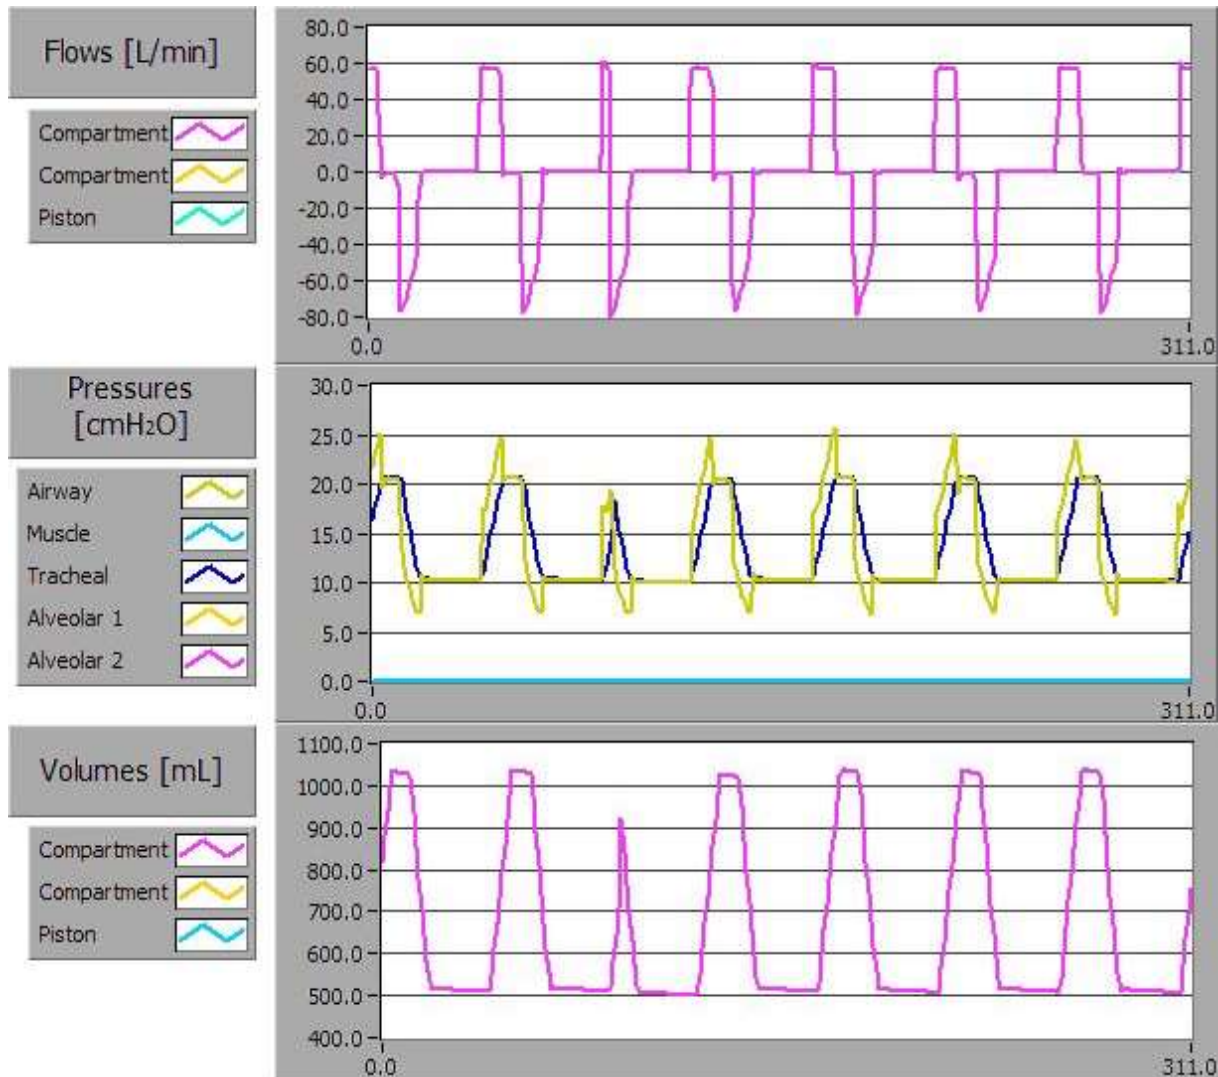 Flows [L/min]
Compartment
Compartment
Piston
80.0
60.0
40.0
20.0
0.0
-20.0
-40.0
-60.0
-80.0
0.0
311.0
Pressures
[cmH₂O]
Airway
Muscle
Tracheal
Alveolar 1
Alveolar 2
30.0
25.0
20.0
15.0
10.0
5.0
0.0
0.0
311.0
Volumes [mL]
Compartment
Compartment
Piston
1100.0
1000.0
900.0
800.0
700.0
600.0
500.0
400.0
0.0
311.0